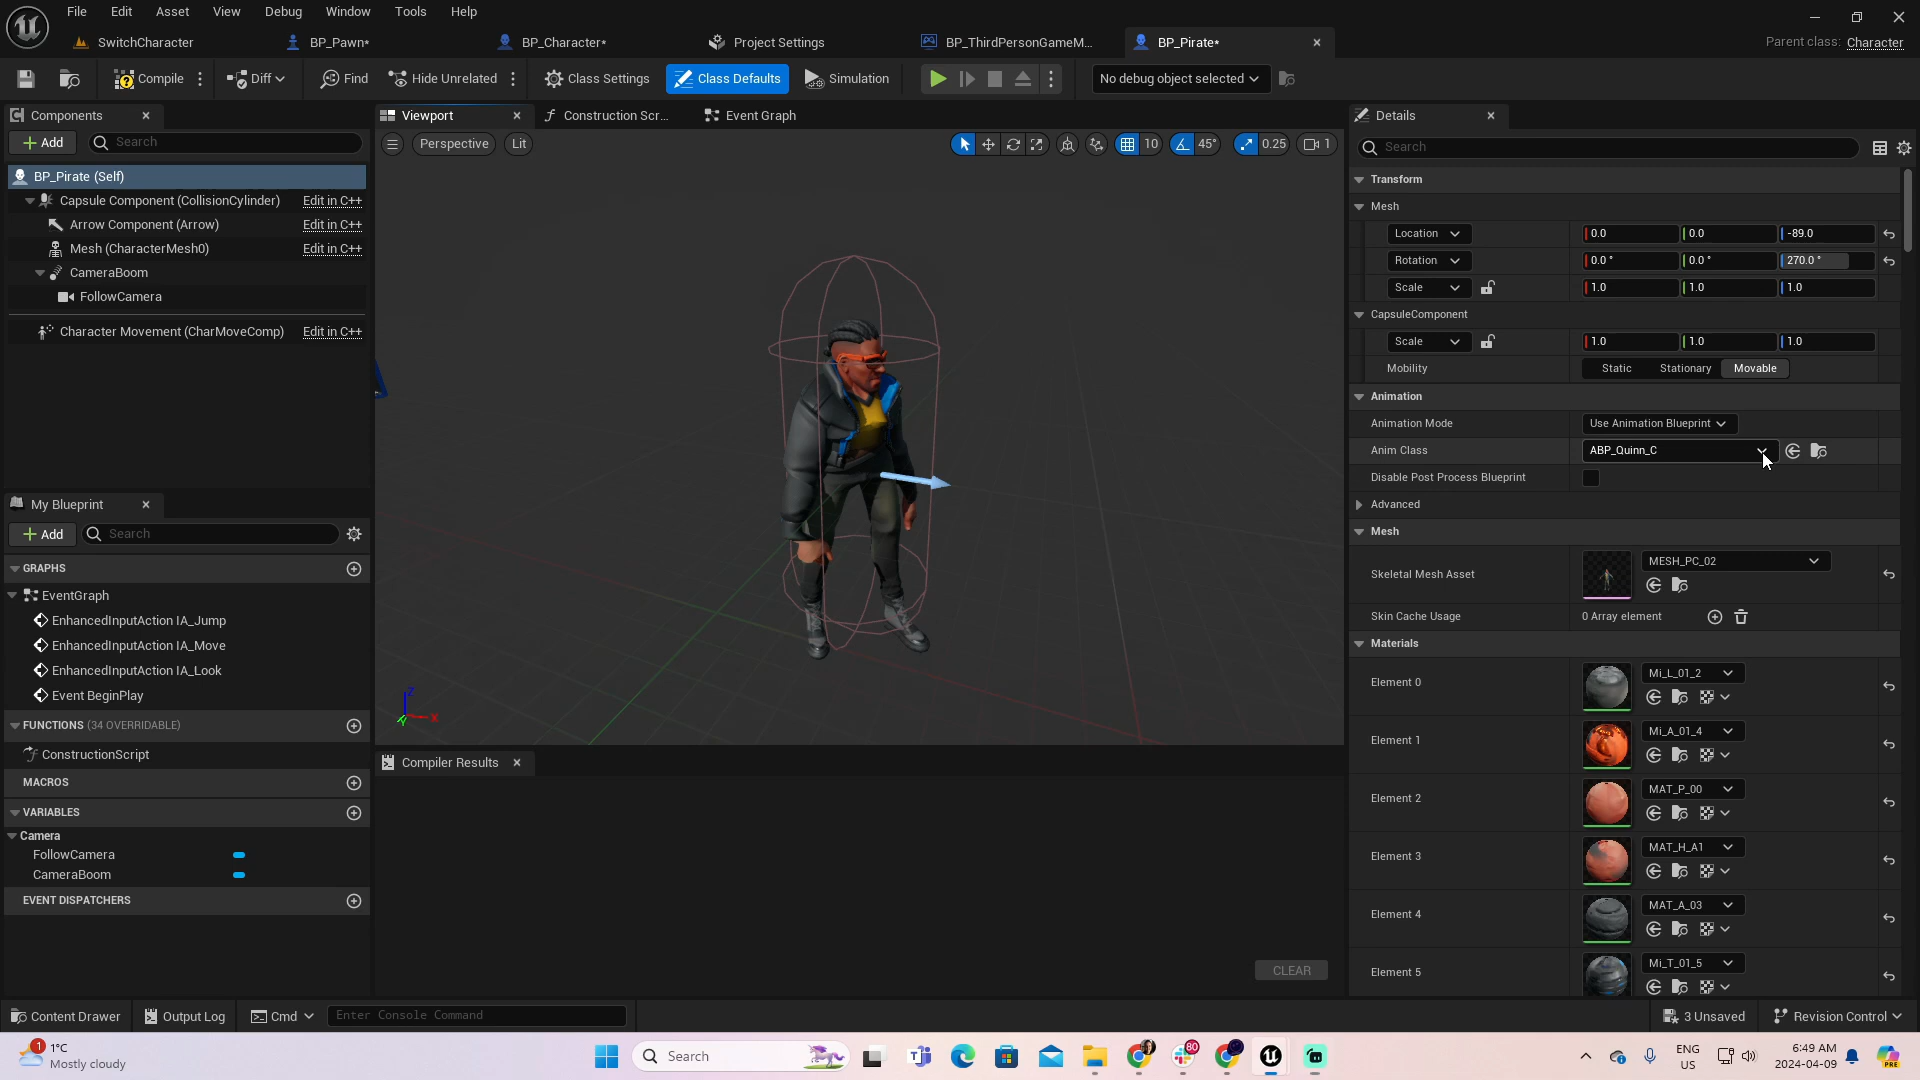 File Edit Asset View Debug Window Tools Help
SwitchCharacter BP_Pawn* BP_Character* Project Settings BP_ThirdPersonGameM... BP_Pirate* Parent class: Character
Compile Diff Find Hide Unrelated Class Settings Class Defaults Simulation No debug object selected
Components
Add Search
BP_Pirate (Self)
Capsule Component (CollisionCylinder) Edit in C++
Arrow Component (Arrow) Edit in C++
Mesh (CharacterMesh0) Edit in C++
CameraBoom
FollowCamera
Character Movement (CharMoveComp) Edit in C++
My Blueprint
Add Search
GRAPHS
EventGraph
EnhancedInputAction IA_Jump
EnhancedInputAction IA_Move
EnhancedInputAction IA_Look
Event BeginPlay
FUNCTIONS (34 OVERRIDABLE)
ConstructionScript
MACROS
VARIABLES
Camera
FollowCamera
CameraBoom
EVENT DISPATCHERS
Viewport Construction Scr... Event Graph
Perspective Lit 10 45° 0.25 1
Z
X
Y
Compiler Results
CLEAR
Details
Search
Transform
Mesh
Location 0.0 0.0 -89.0
Rotation 0.0 ° 0.0 ° 270.0 °
Scale 1.0 1.0 1.0
CapsuleComponent
Scale 1.0 1.0 1.0
Mobility Static Stationary Movable
Animation
Animation Mode Use Animation Blueprint
Anim Class ABP_Quinn_C
Disable Post Process Blueprint
Advanced
Mesh
Skeletal Mesh Asset MESH_PC_02
Skin Cache Usage 0 Array element
Materials
Element 0 Mi_L_01_2
Element 1 Mi_A_01_4
Element 2 MAT_P_00
Element 3 MAT_H_A1
Element 4 MAT_A_03
Element 5 Mi_T_01_5
Content Drawer Output Log Cmd Enter Console Command 3 Unsaved Revision Control
1 1°C
Mostly cloudy
Search
80
ENG
US
6:49 AM
2024-04-09
PRE